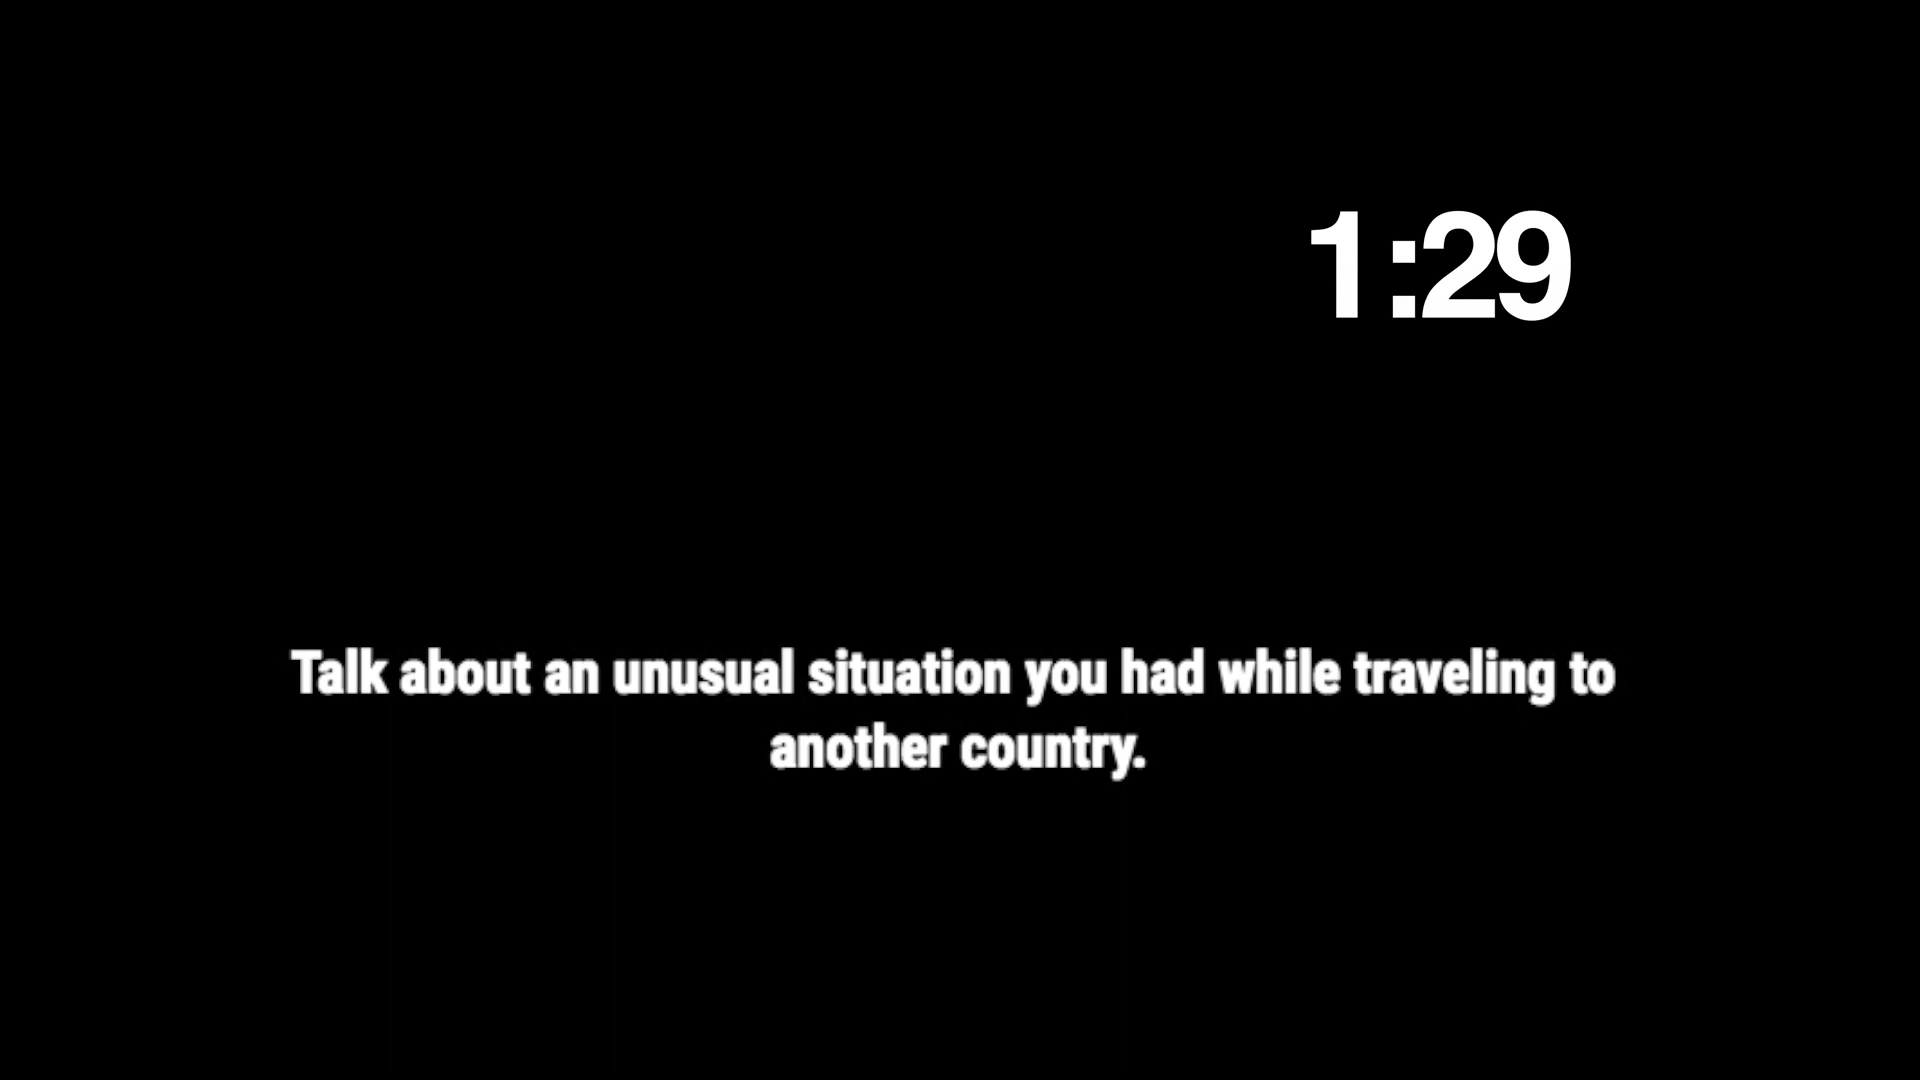 1:29
Talk about an unusual situation you had while traveling to
another country.